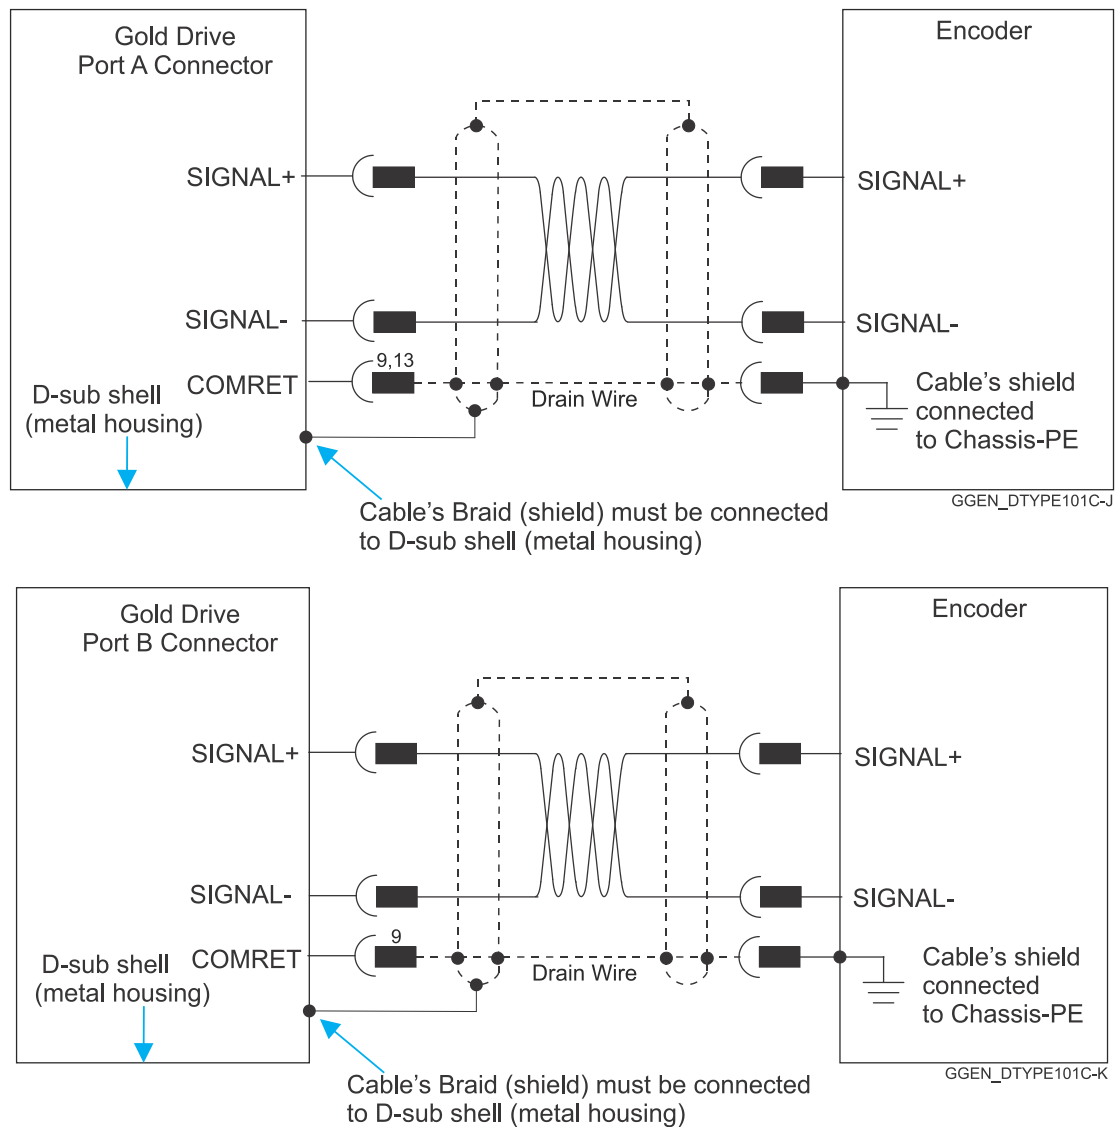 Gold Drive
Port A Connector
Encoder
SIGNAL+
SIGNAL+
SIGNAL-
SIGNAL-
9,13
COMRET
Drain Wire
D-sub shell
(metal housing)
Cable's shield
connected
to Chassis-PE
GGEN_DTYPE101C-J
Cable's Braid (shield) must be connected
to D-sub shell (metal housing)
Gold Drive
Port B Connector
Encoder
SIGNAL+
SIGNAL+
SIGNAL-
SIGNAL-
9
COMRET
Drain Wire
D-sub shell
(metal housing)
Cable's shield
connected
to Chassis-PE
GGEN_DTYPE101C-K
Cable's Braid (shield) must be connected
to D-sub shell (metal housing)